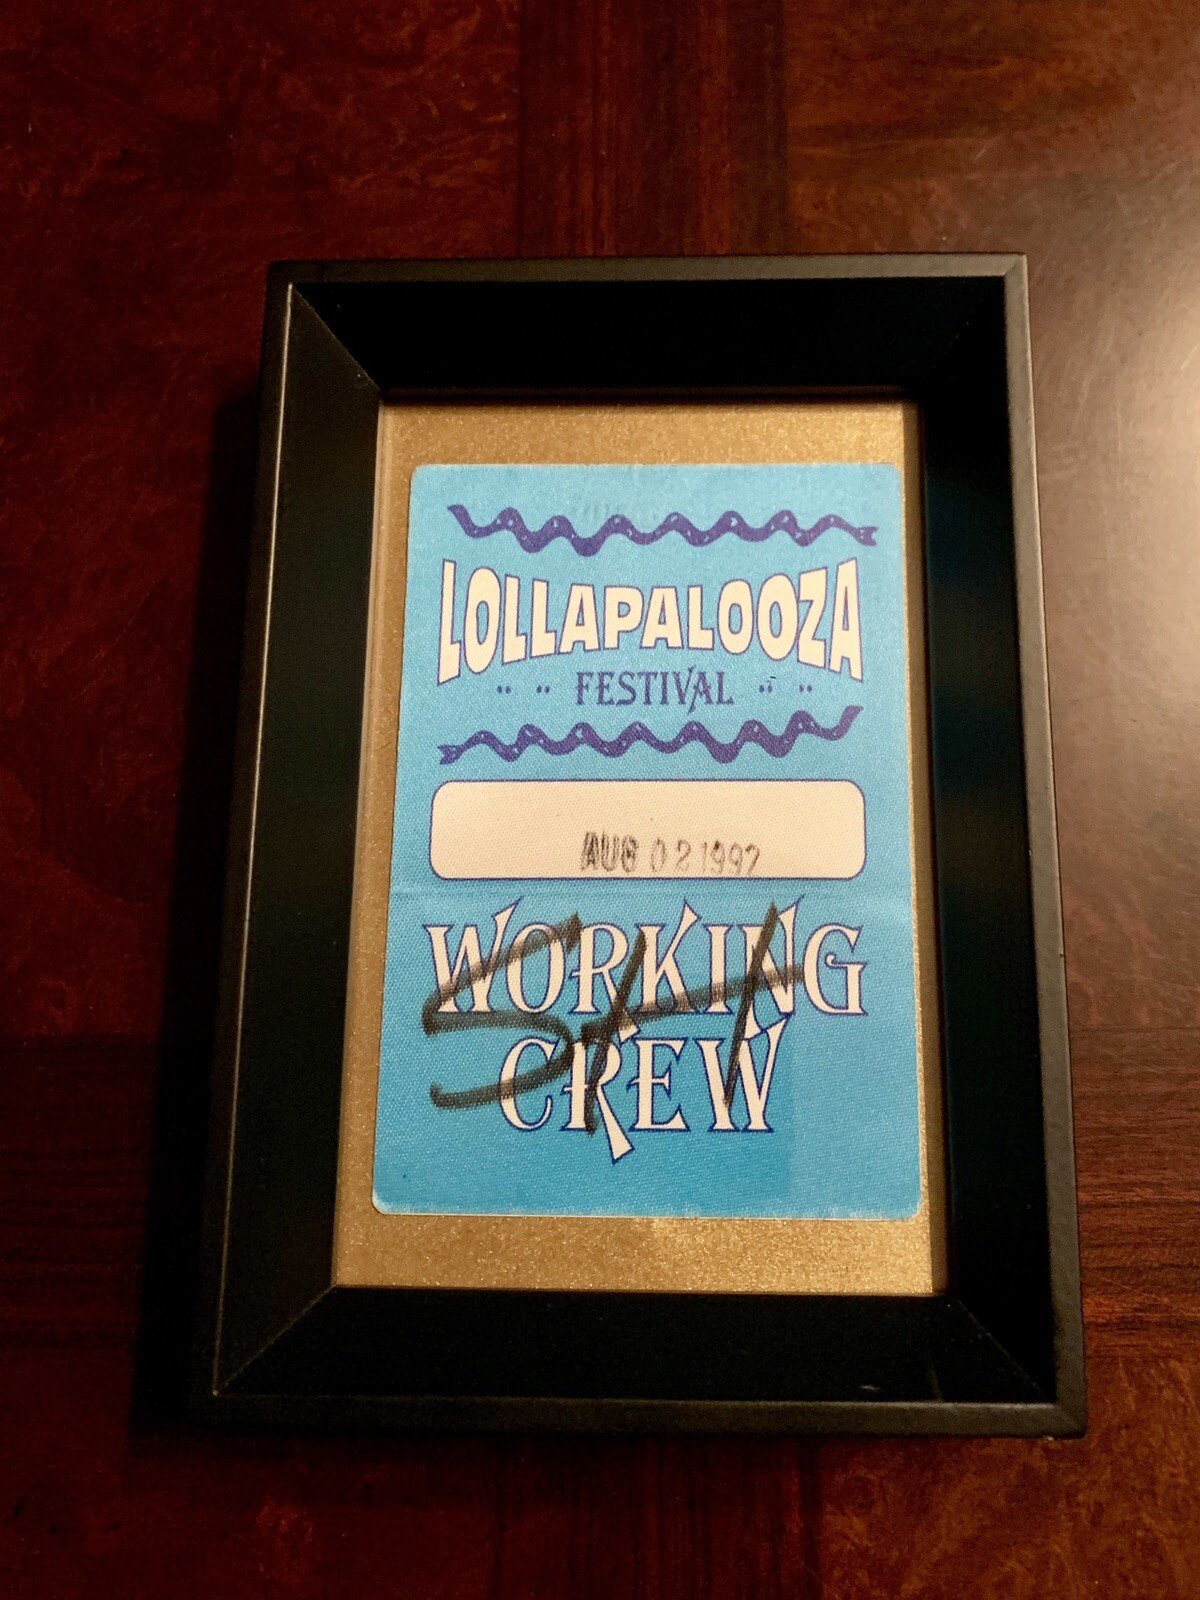 LOLLAPALOOZA
FESTIVAL
AUG 02 1992
WORKING
CREW